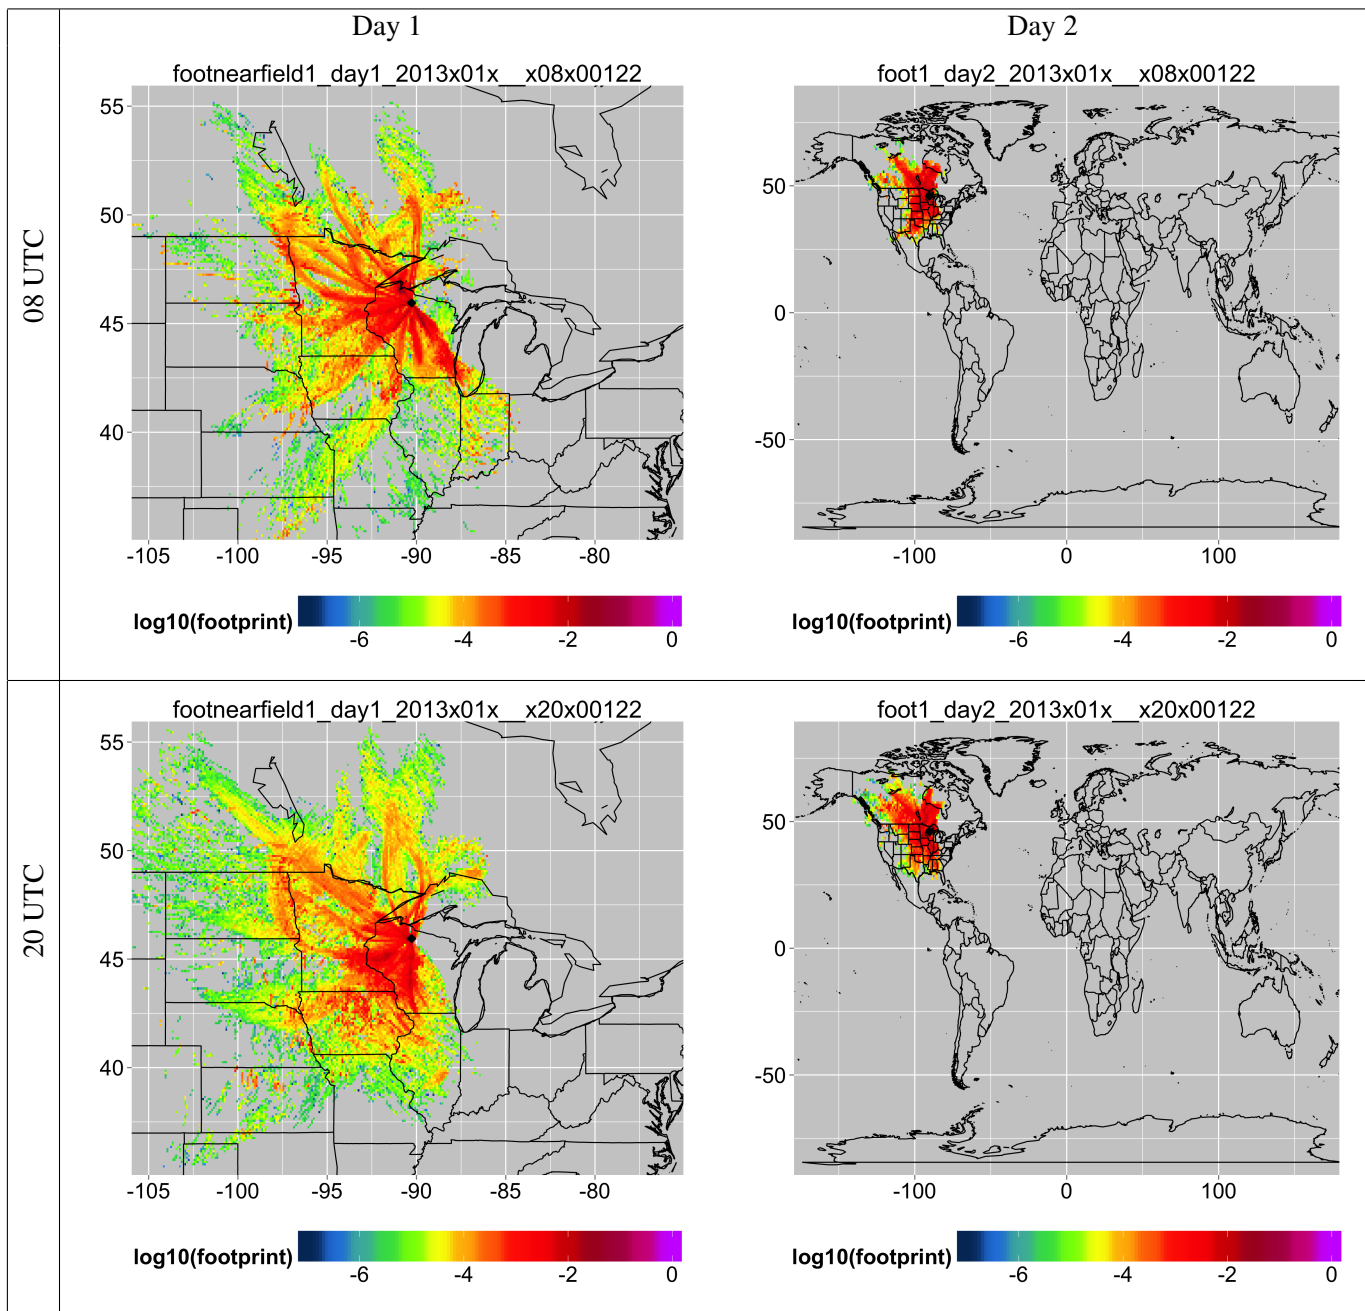 Day 1
Day 2
08 UTC
footnearfield1_day1_2013x01x__x08x00122
55
50
45
40
-105 -100 -95 -90 -85 -80
log10(footprint)
-6 -4 -2 0
foot1_day2_2013x01x__x08x00122
50
0
-50
-100 0 100
log10(footprint)
-6 -4 -2 0
20 UTC
footnearfield1_day1_2013x01x__x20x00122
55
50
45
40
-105 -100 -95 -90 -85 -80
log10(footprint)
-6 -4 -2 0
foot1_day2_2013x01x__x20x00122
50
0
-50
-100 0 100
log10(footprint)
-6 -4 -2 0